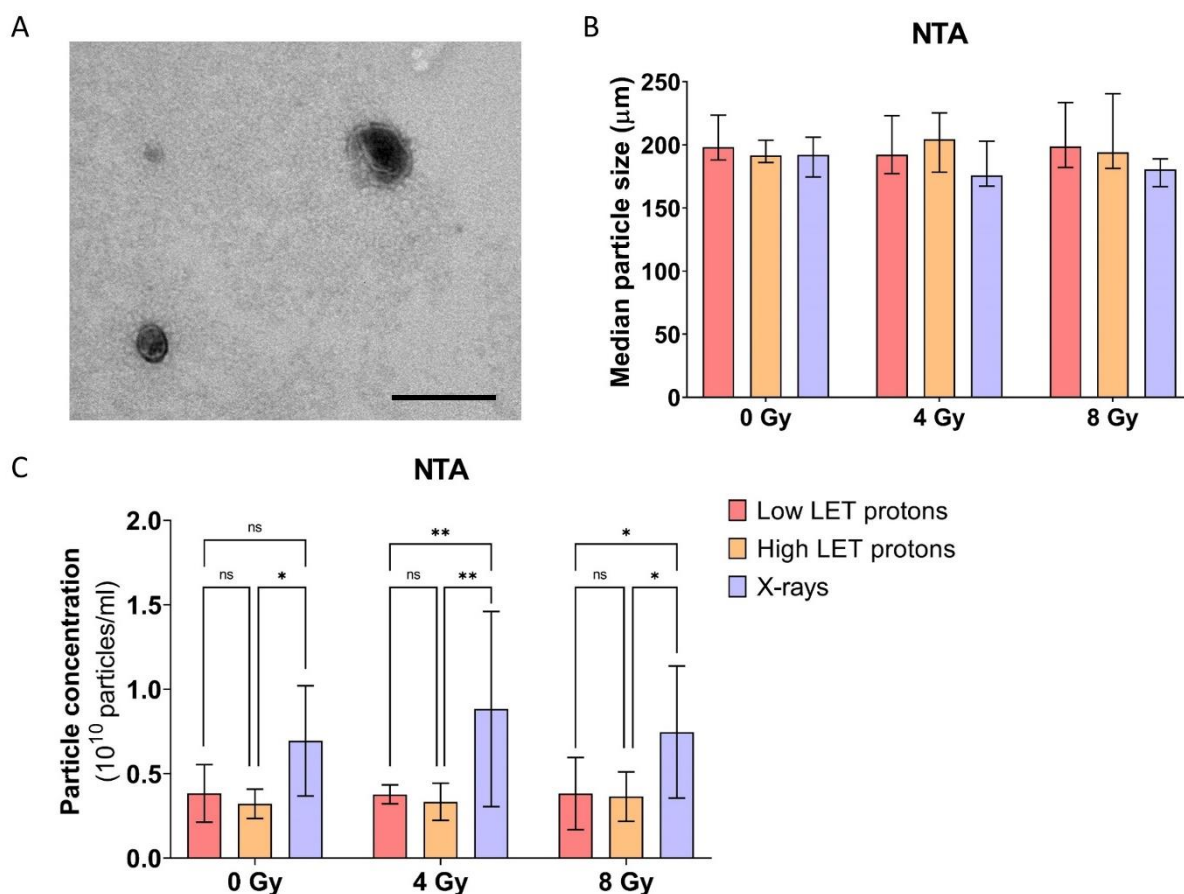 A
B
NTA
Median particle size (μm)
250
200
150
100
50
0
0 Gy
4 Gy
8 Gy
C
NTA
Particle concentration
(10¹⁰ particles/ml)
2.0
1.5
1.0
0.5
0.0
ns
ns
*
**
ns
**
*
ns
*
0 Gy
4 Gy
8 Gy
Low LET protons
High LET protons
X-rays